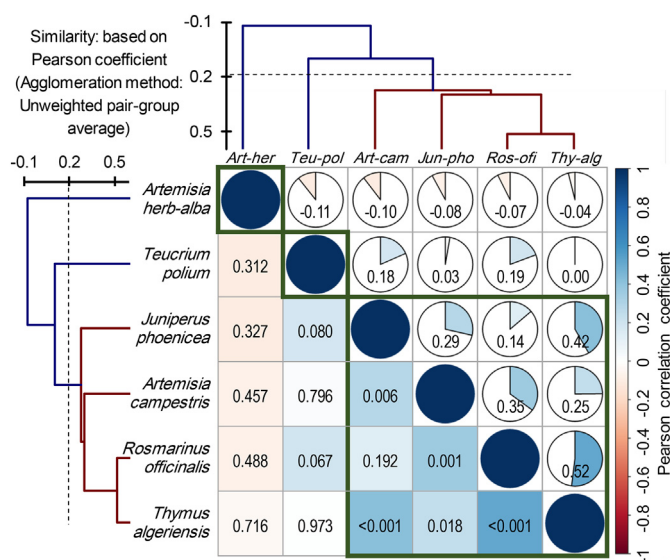 Similarity: based on
Pearson coefficient
(Agglomeration method:
Unweighted pair-group
average)
-0.1
0.2
0.5
-0.1 0.2 0.5
Art-her Teu-pol Art-cam Jun-pho Ros-ofi Thy-alg
Artemisia
herb-alba
-0.11 -0.10 -0.08 -0.07 -0.04
Teucrium
polium
0.312 0.18 0.03 0.19 0.00
Juniperus
phoenicea
0.327 0.080 0.29 0.14 0.42
Artemisia
campestris
0.457 0.796 0.006 0.35 0.25
Rosmarinus
officinalis
0.488 0.067 0.192 0.001 0.52
Thymus
algeriensis
0.716 0.973 <0.001 0.018 <0.001
1
0.8
0.6
0.4
0.2
0
-0.2
-0.4
-0.6
-0.8
-1
Pearson correlation coefficient